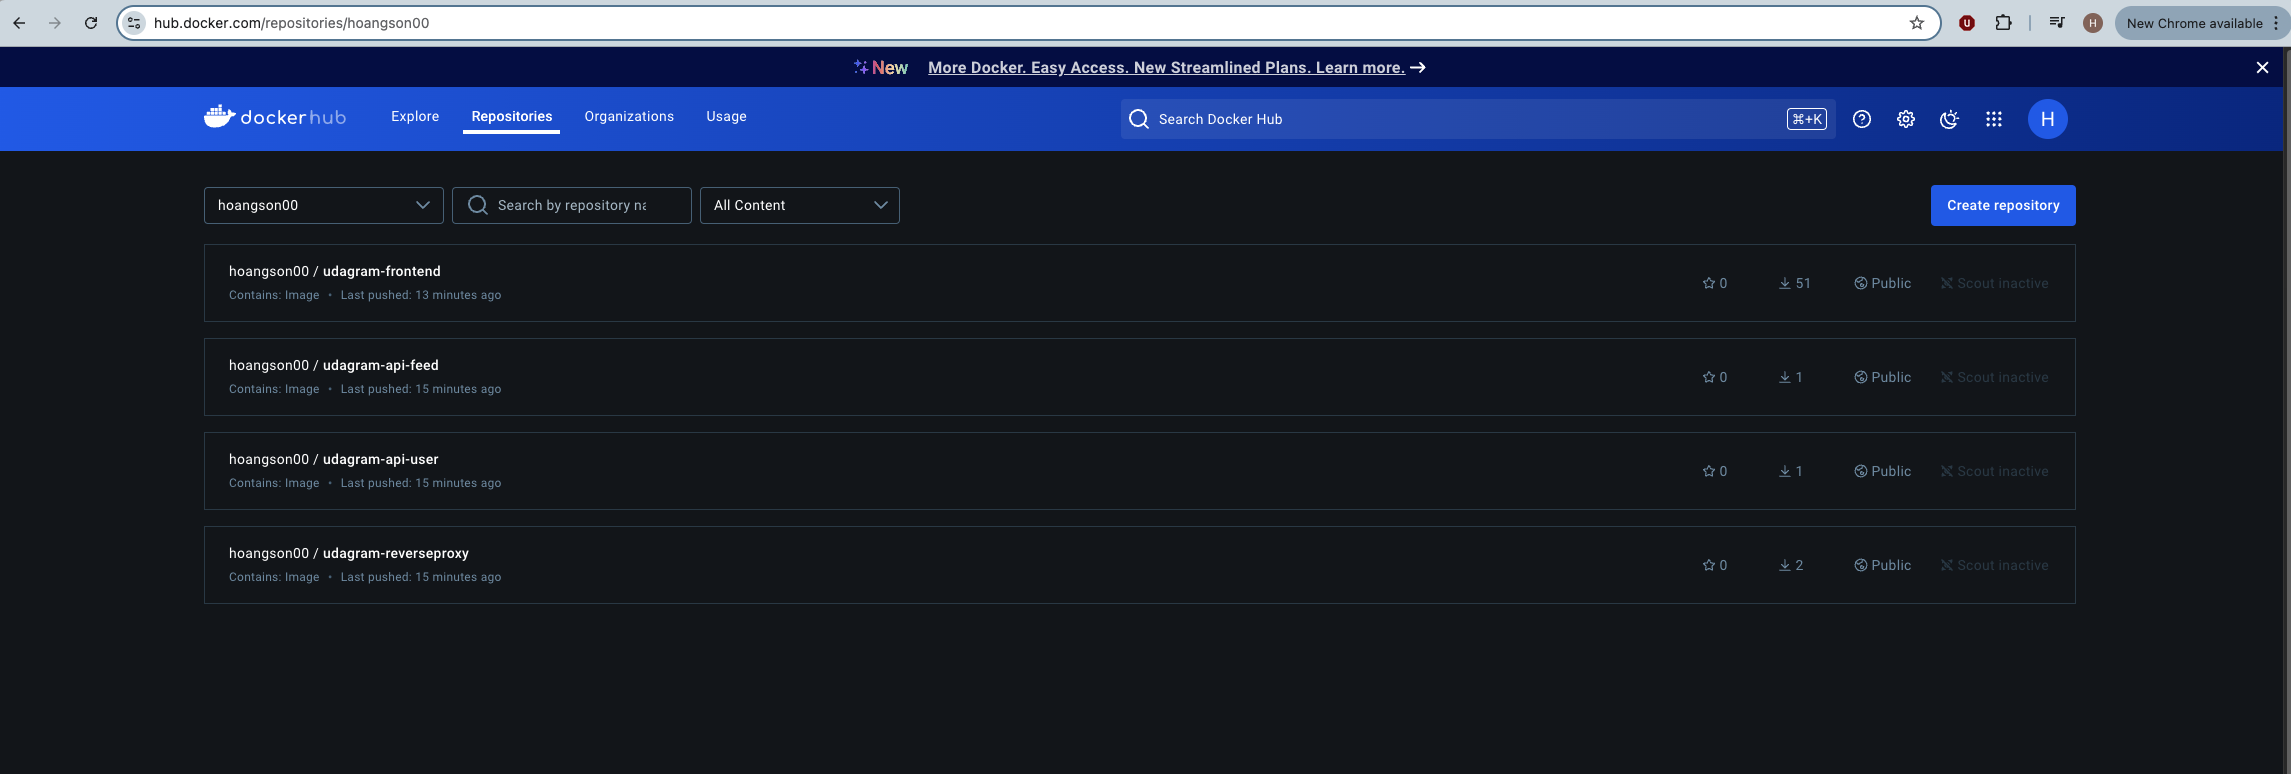 hub.docker.com/repositories/hoangson00
H
New Chrome available
New More Docker. Easy Access. New Streamlined Plans. Learn more. →
dockerhub Explore Repositories Organizations Usage Search Docker Hub ⌘+K H
hoangson00 Search by repository na All Content Create repository
hoangson00 / udagram-frontend
Contains: Image • Last pushed: 13 minutes ago
0 51 Public Scout inactive
hoangson00 / udagram-api-feed
Contains: Image • Last pushed: 15 minutes ago
0 1 Public Scout inactive
hoangson00 / udagram-api-user
Contains: Image • Last pushed: 15 minutes ago
0 1 Public Scout inactive
hoangson00 / udagram-reverseproxy
Contains: Image • Last pushed: 15 minutes ago
0 2 Public Scout inactive